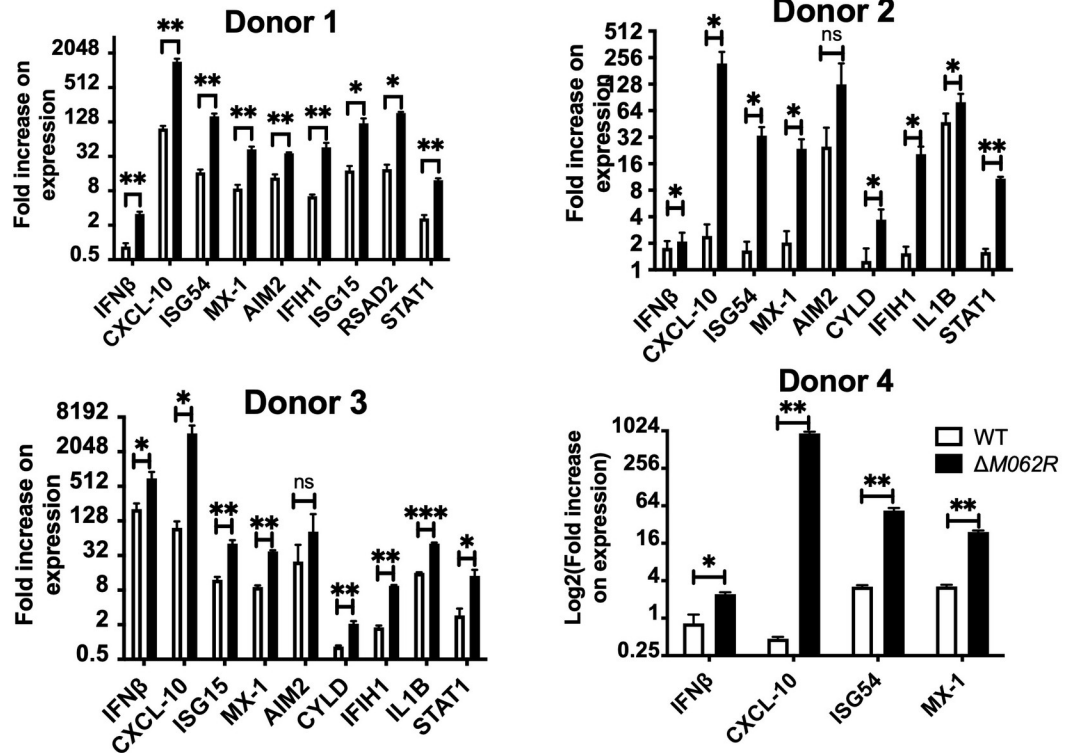 Donor 1
Fold increase on
expression
2048
512
128
32
8
2
0.5
**
**
**
**
**
**
*
*
**
IFNβ
CXCL-10
ISG54
MX-1
AIM2
IFIH1
ISG15
RSAD2
STAT1
Donor 2
Fold increase on
expression
512
256
128
64
32
16
8
4
2
1
*
*
*
*
ns
*
*
*
**
IFNβ
CXCL-10
ISG54
MX-1
AIM2
CYLD
IFIH1
IL1B
STAT1
Donor 3
Fold increase on
expression
8192
2048
512
128
32
8
2
0.5
*
*
**
**
ns
**
**
***
*
IFNβ
CXCL-10
ISG15
MX-1
AIM2
CYLD
IFIH1
IL1B
STAT1
Donor 4
Log2(Fold increase
on expression)
1024
256
64
16
4
1
0.25
*
**
**
**
WT
ΔM062R
IFNβ
CXCL-10
ISG54
MX-1